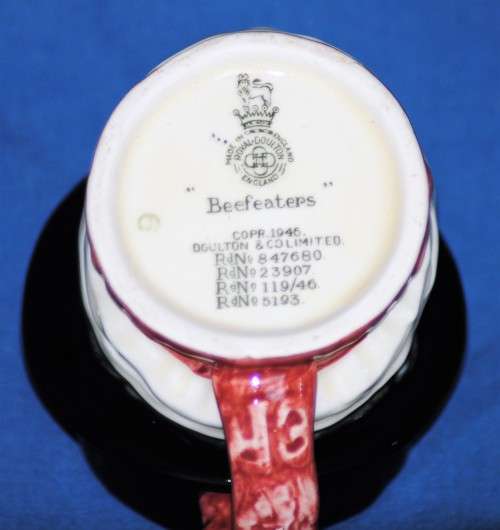 MADE IN ENGLAND
ROYAL DOULTON
ENGLAND
"Beefeaters"
COPR.1946.
DOULTON & CO LIMITED.
RdNo 847680
RdNo 23907
RdNo 119/46.
RdNo 5193.
GR